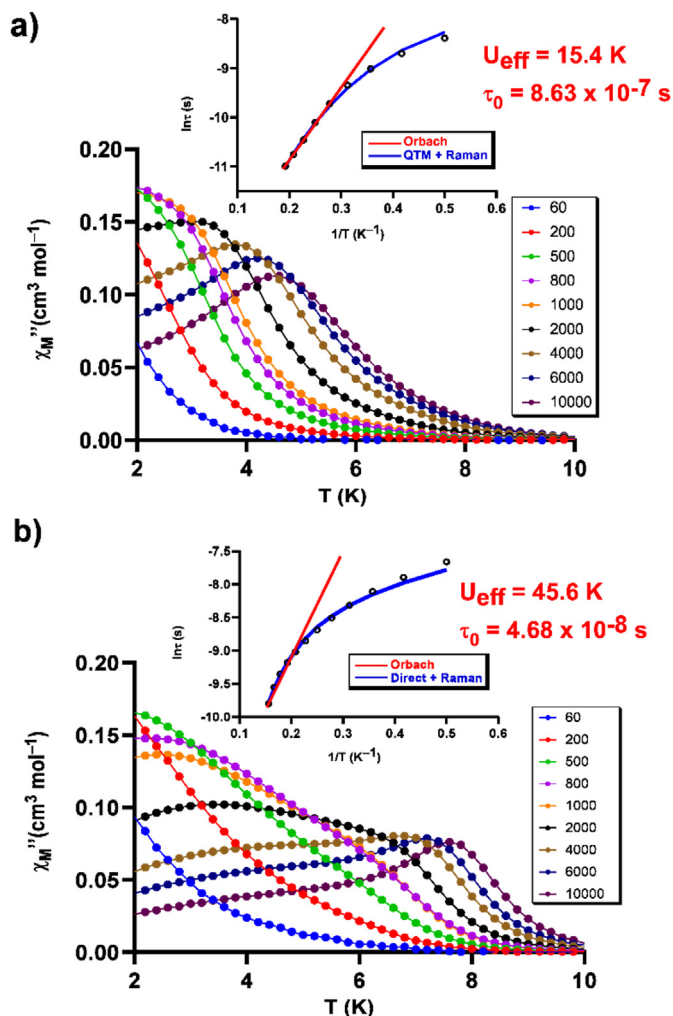 a)
-8
-9
-10
-11
lnτ (s)
Orbach
QTM + Raman
0.1 0.2 0.3 0.4 0.5 0.6
1/T (K⁻¹)
U_eff = 15.4 K
τ₀ = 8.63 x 10⁻⁷ s
0.20
0.15
0.10
0.05
0.00
χ_M’’(cm³ mol⁻¹)
2 4 6 8 10
T (K)
60
200
500
800
1000
2000
4000
6000
10000
b)
-7.5
-8.0
-8.5
-9.0
-9.5
-10.0
lnτ (s)
Orbach
Direct + Raman
0.1 0.2 0.3 0.4 0.5 0.6
1/T (K⁻¹)
U_eff = 45.6 K
τ₀ = 4.68 x 10⁻⁸ s
0.20
0.15
0.10
0.05
0.00
χ_M’’(cm³ mol⁻¹)
2 4 6 8 10
T (K)
60
200
500
800
1000
2000
4000
6000
10000